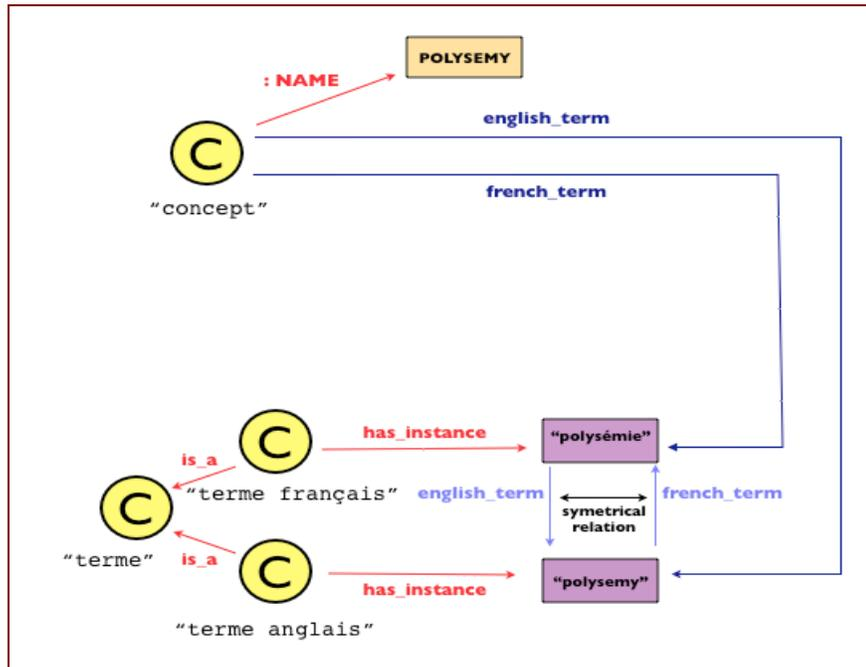 POLYSEMY
: NAME
english_term
C
french_term
"concept"
C
has_instance
"polysémie"
is_a
"terme français"
english_term
french_term
C
symetrical
relation
"terme"
is_a
C
has_instance
"polysemy"
"terme anglais"